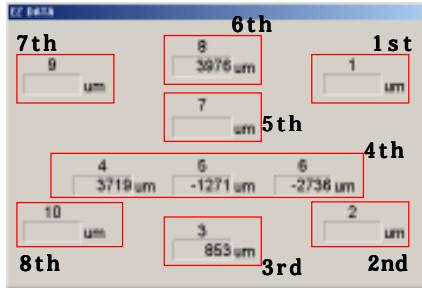 EZ DATA
6th
7th 8 1st
9 3976 um 1
um um
7
um 5th
4th
4 5 6
3719 um -1271 um -2736 um
10 2
um 3 um
853 um
8th 3rd 2nd